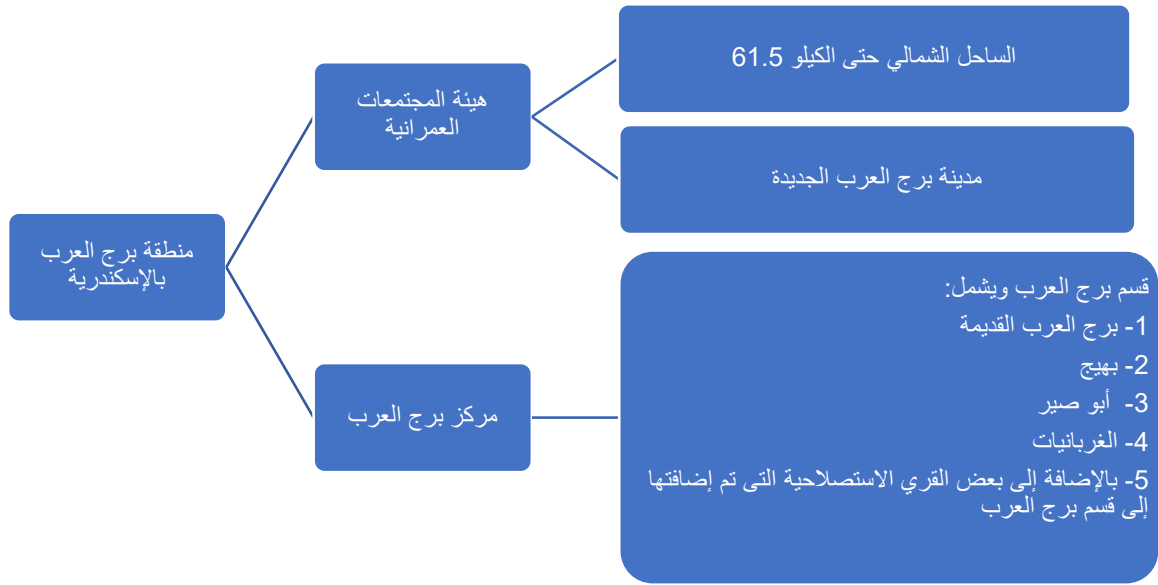 منطقة برج العرب
بالإسكندرية
هيئة المجتمعات
العمرانية
الساحل الشمالي حتى الكيلو 61.5
مدينة برج العرب الجديدة
مركز برج العرب
قسم برج العرب ويشمل:
1- برج العرب القديمة
2- بهيج
3- أبو صير
4- الغربانيات
5- بالإضافة إلى بعض القري الاستصلاحية التى تم إضافتها
إلى قسم برج العرب